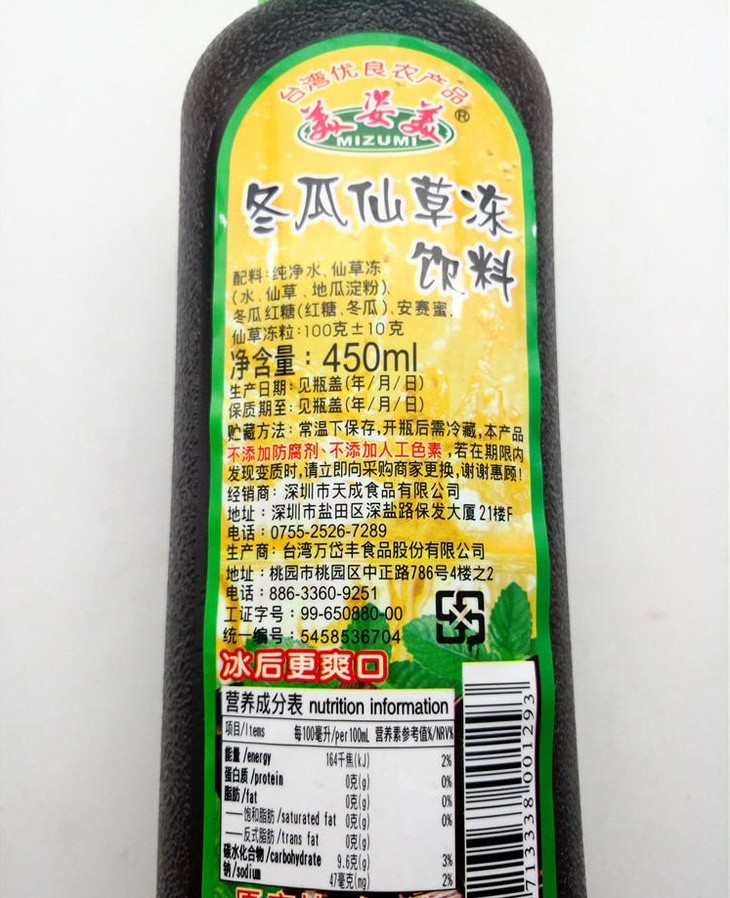 台湾优良农产品
美姿美®
MIZUMI
冬瓜仙草冻
饮料
配料:纯净水、仙草冻
(水、仙草、地瓜淀粉)、
冬瓜红糖(红糖、冬瓜)、安赛蜜、
仙草冻粒:100克±10克
净含量:450ml
生产日期:见瓶盖(年/月/日)
保质期至:见瓶盖(年/月/日)
贮藏方法:常温下保存,开瓶后需冷藏,本产品
不添加防腐剂、不添加人工色素,若在期限内
发现变质时,请立即向采购商家更换,谢谢惠顾!
经销商:深圳市天成食品有限公司
地址:深圳市盐田区深盐路保发大厦21楼F
电话:0755-2526-7289
生产商:台湾万岱丰食品股份有限公司
地址:桃园市桃园区中正路786号4楼之2
电话:886-3360-9251
工证字号:99-650880-00
统一编号:5458536704
冰后更爽口
营养成分表 nutrition information
项目/Items 每100毫升/per100mL 营养素参考值%/NRV%
能量/energy 164千焦(kJ) 2%
蛋白质/protein 0克(g) 0%
脂肪/fat 0克(g) 0%
——饱和脂肪/saturated fat 0克(g) 0%
——反式脂肪/trans fat 0克(g)
碳水化合物/carbohydrate 9.6克(g) 3%
钠/sodium 47毫克(mg) 2%
713338 001293